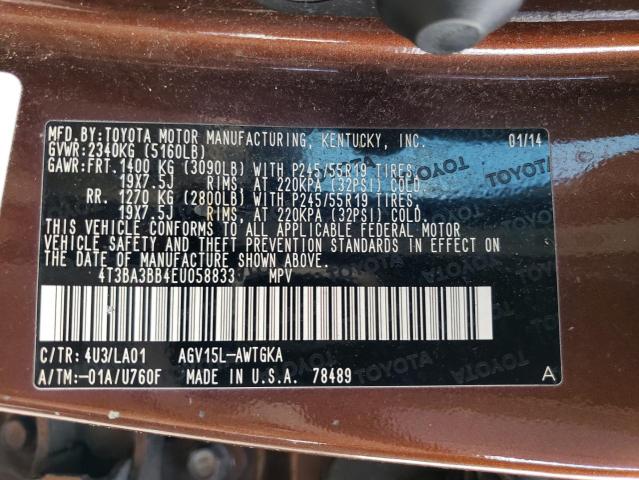 MFD.BY:TOYOTA MOTOR MANUFACTURING, KENTUCKY, INC. 01/14
GVWR:2340KG (5160LB)
GAWR:FRT. 1400 KG (3090LB) WITH P245/55R19 TIRES,
19X7.5J RIMS, AT 220KPA (32PSI) COLD.
RR. 1270 KG (2800LB) WITH P245/55R19 TIRES,
19X7.5J RIMS, AT 220KPA (32PSI) COLD.
THIS VEHICLE CONFORMS TO ALL APPLICABLE FEDERAL MOTOR
VEHICLE SAFETY AND THEFT PREVENTION STANDARDS IN EFFECT ON
THE DATE OF MANUFACTURE SHOWN ABOVE.
4T3BA3BB4EU058833 MPV
C/TR: 4U3/LA01 AGV15L-AWTGKA
A/TM:-01A/U760F MADE IN U.S.A. 78489 A